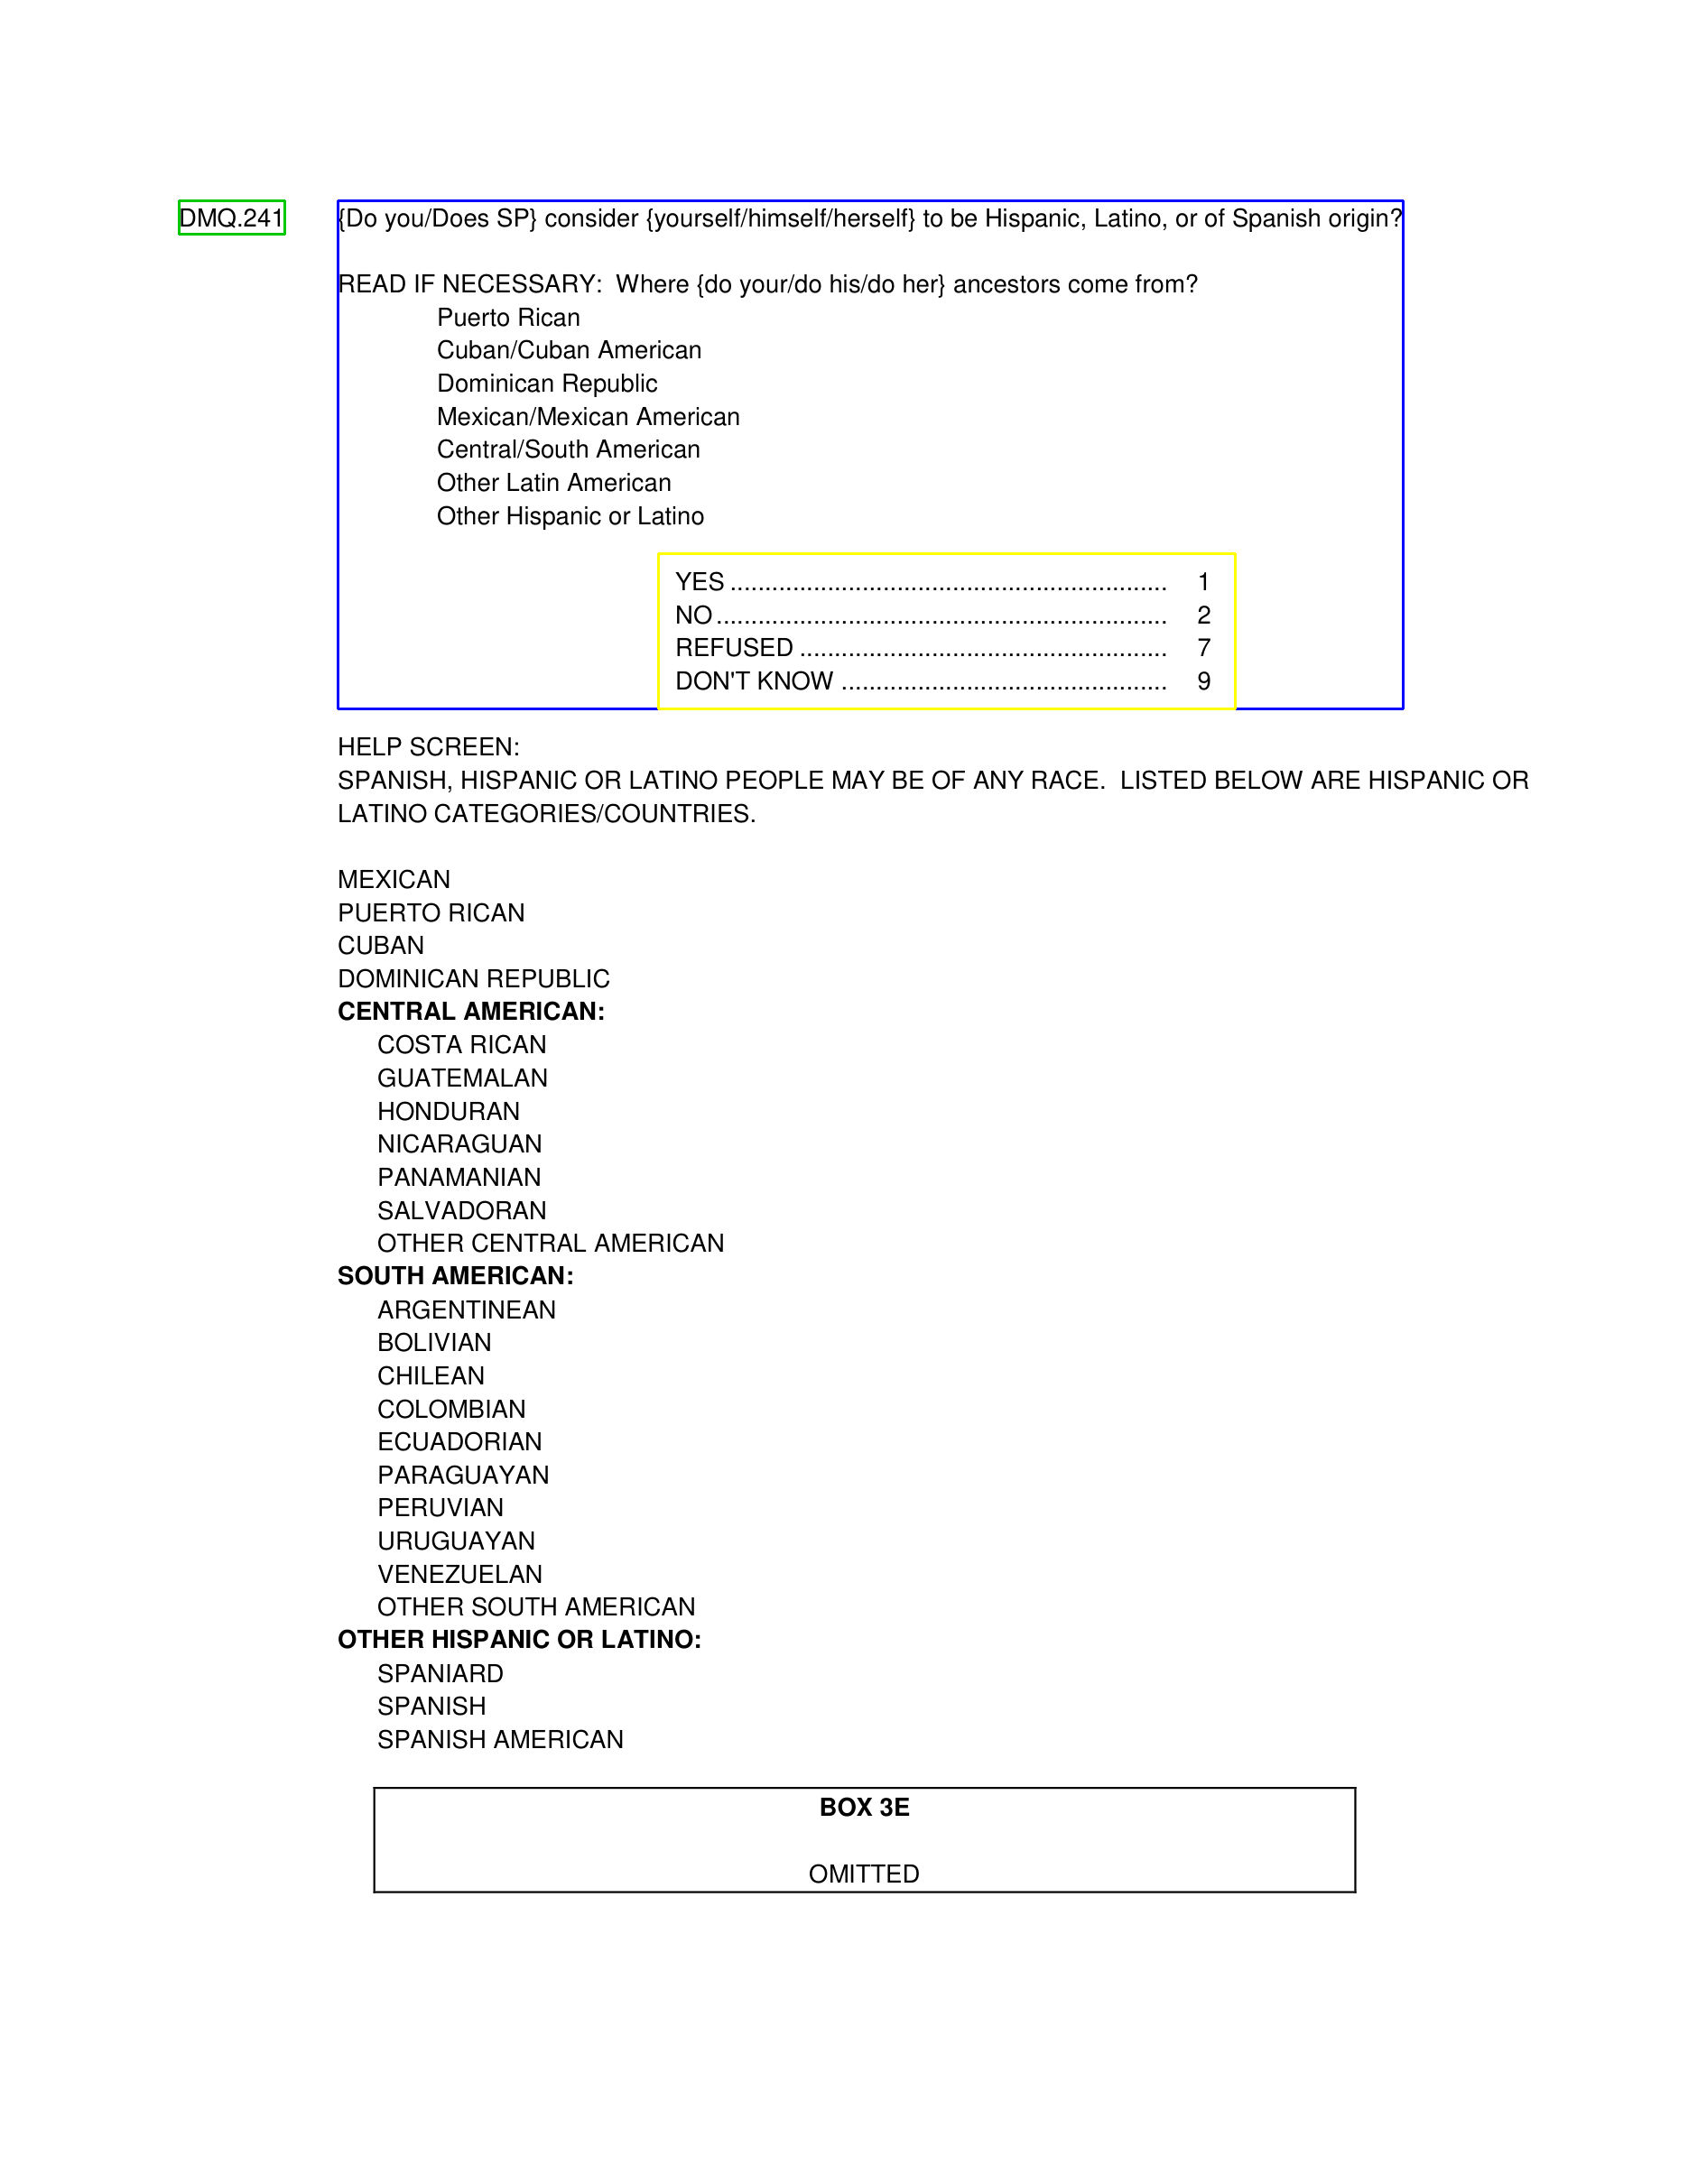 DMQ.241 {Do you/Does SP} consider {yourself/himself/herself} to be Hispanic, Latino, or of Spanish origin?
READ IF NECESSARY:  Where {do your/do his/do her} ancestors come from?
Puerto Rican
Cuban/Cuban American
Dominican Republic
Mexican/Mexican American
Central/South American
Other Latin American
Other Hispanic or Latino
YES ............................................................... 1
NO ................................................................. 2
REFUSED ..................................................... 7
DON'T KNOW ............................................... 9
HELP SCREEN:
SPANISH, HISPANIC OR LATINO PEOPLE MAY BE OF ANY RACE.  LISTED BELOW ARE HISPANIC OR
LATINO CATEGORIES/COUNTRIES.
MEXICAN
PUERTO RICAN
CUBAN
DOMINICAN REPUBLIC
CENTRAL AMERICAN:
COSTA RICAN
GUATEMALAN
HONDURAN
NICARAGUAN
PANAMANIAN
SALVADORAN
OTHER CENTRAL AMERICAN
SOUTH AMERICAN:
ARGENTINEAN
BOLIVIAN
CHILEAN
COLOMBIAN
ECUADORIAN
PARAGUAYAN
PERUVIAN
URUGUAYAN
VENEZUELAN
OTHER SOUTH AMERICAN
OTHER HISPANIC OR LATINO:
SPANIARD
SPANISH
SPANISH AMERICAN
BOX 3E
OMITTED